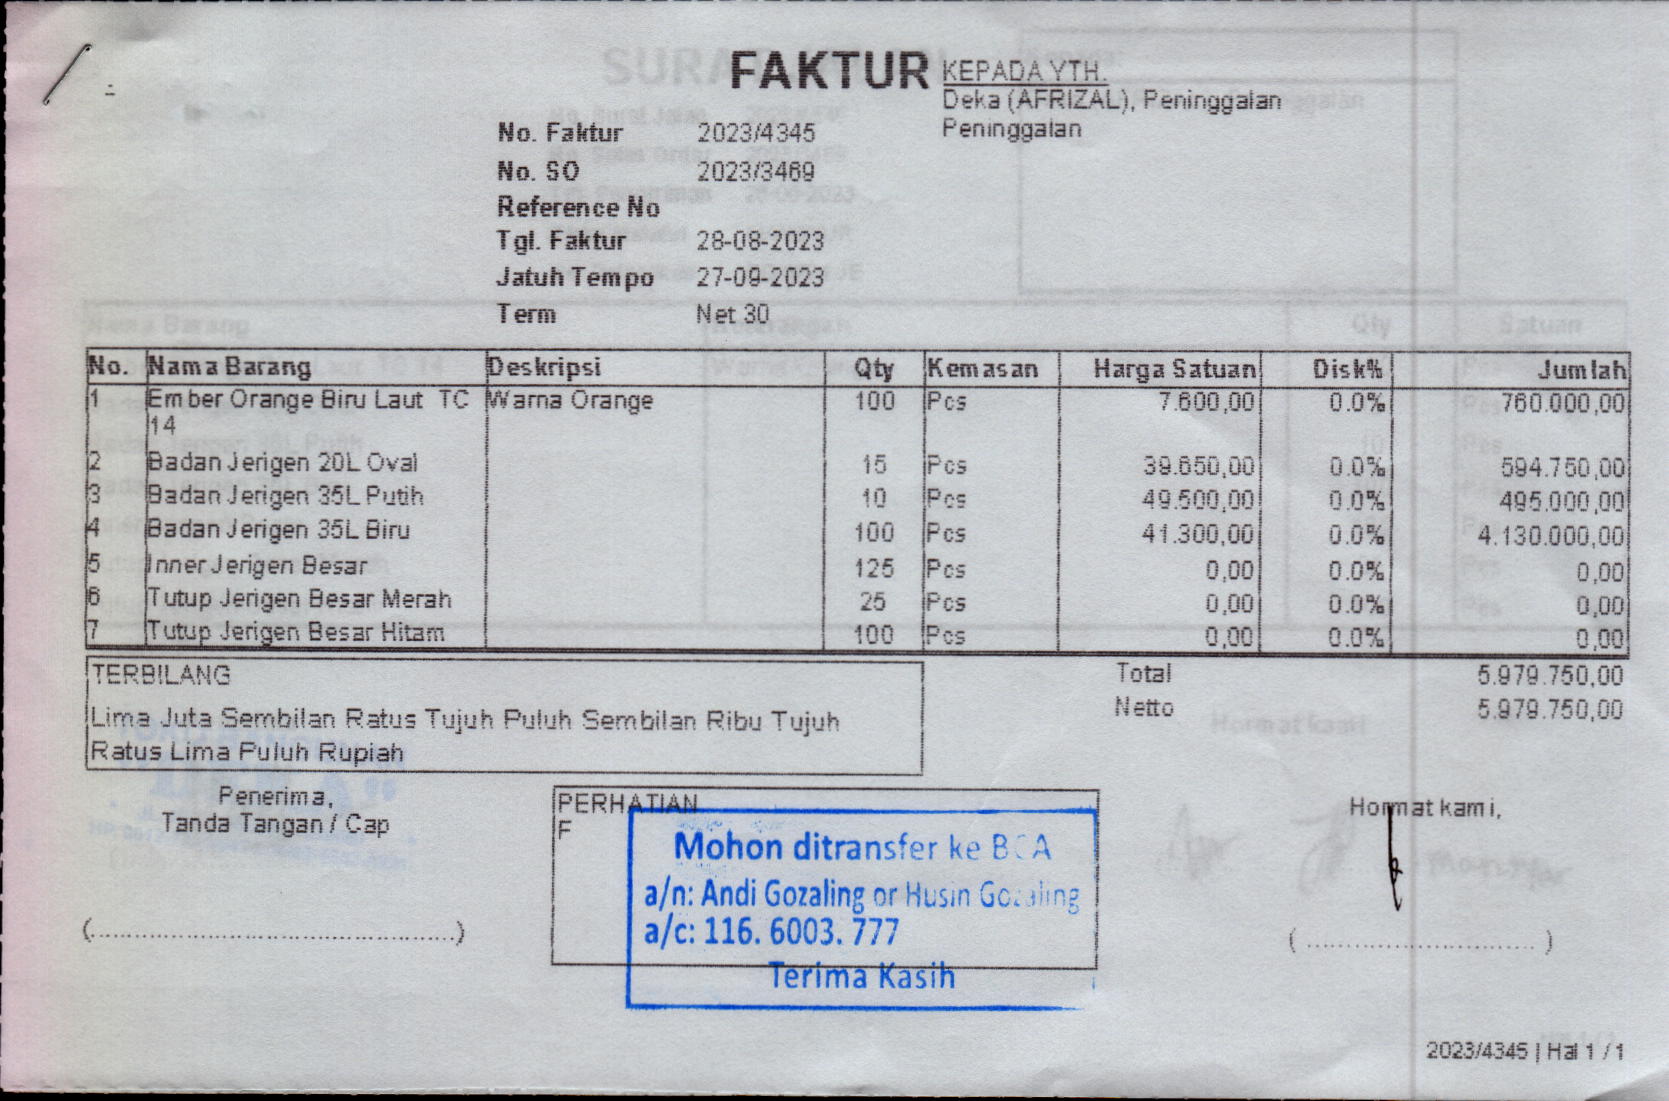 FAKTUR
KEPADA YTH.
Deka (AFRIZAL), Peninggalan
Peninggalan
No. Faktur 2023/4345
No. SO 2023/3469
Reference No
Tgl. Faktur 28-08-2023
Jatuh Tempo 27-09-2023
Term Net 30
No. Nama Barang Deskripsi Qty Kemasan Harga Satuan Disk% Jumlah
1 Ember Orange Biru Laut TC Warna Orange 100 Pcs 7.600,00 0.0% 760.000,00
14
2 Badan Jerigen 20L Oval 15 Pcs 39.650,00 0.0% 594.750,00
3 Badan Jerigen 35L Putih 10 Pcs 49.500,00 0.0% 495.000,00
4 Badan Jerigen 35L Biru 100 Pcs 41.300,00 0.0% 4.130.000,00
5 Inner Jerigen Besar 125 Pcs 0,00 0.0% 0,00
6 Tutup Jerigen Besar Merah 25 Pcs 0,00 0.0% 0,00
7 Tutup Jerigen Besar Hitam 100 Pcs 0,00 0.0% 0,00
TERBILANG
Lima Juta Sembilan Ratus Tujuh Puluh Sembilan Ribu Tujuh
Ratus Lima Puluh Rupiah
Total 5.979.750,00
Netto 5.979.750,00
Penerima,
Tanda Tangan / Cap
(..............................................)
PERHATIAN
F
Mohon ditransfer ke BCA
a/n: Andi Gozaling or Husin Gozaling
a/c: 116. 6003. 777
Terima Kasih
Hormat kami,
( ............................ )
2023/4345 | Hal 1 / 1